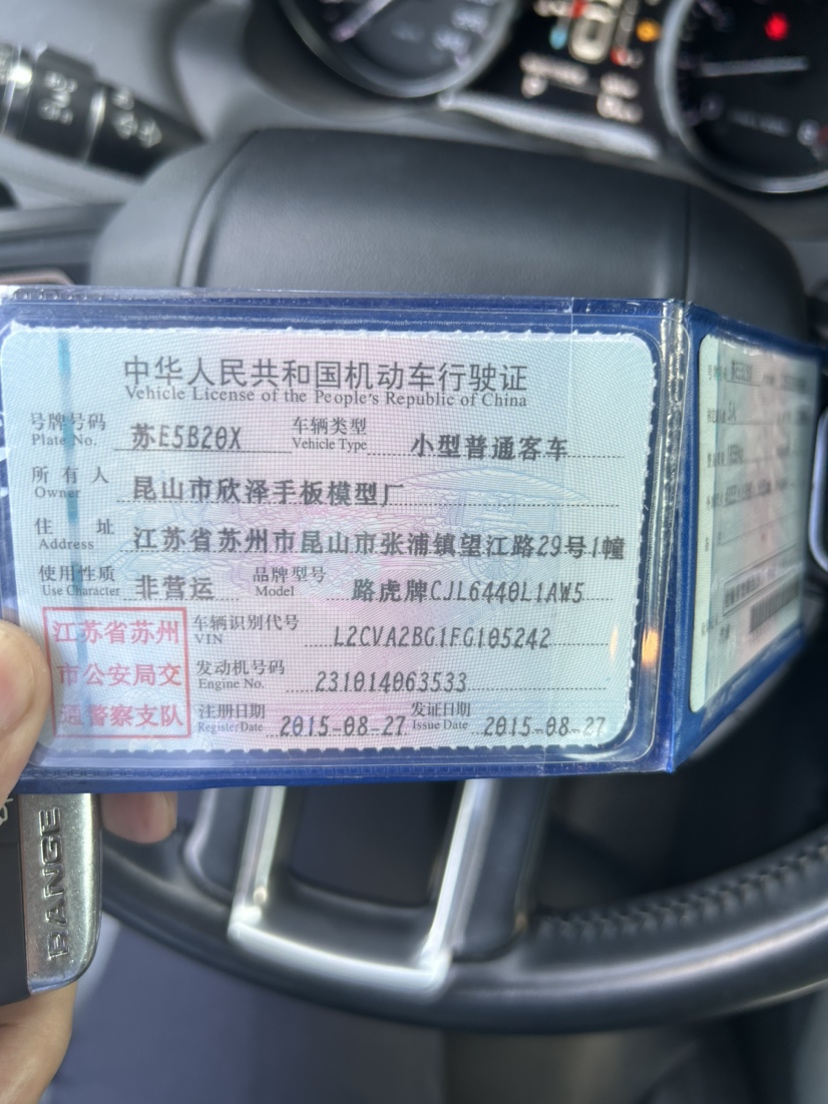 中华人民共和国机动车行驶证
Vehicle License of the People's Republic of China
号牌号码 Plate No. 苏E5B20X 车辆类型 Vehicle Type 小型普通客车
所有人 Owner 昆山市欣泽手板模型厂
住址 Address 江苏省苏州市昆山市张浦镇望江路29号1幢
使用性质 Use Character 非营运 品牌型号 Model 路虎牌CJL6440L1AW5
江苏省苏州
市公安局交
通警察支队
车辆识别代号 VIN L2CVA2BG1FG105242
发动机号码 Engine No. 231014063533
注册日期 Register Date 2015-08-27 发证日期 Issue Date 2015-08-27
RANGE